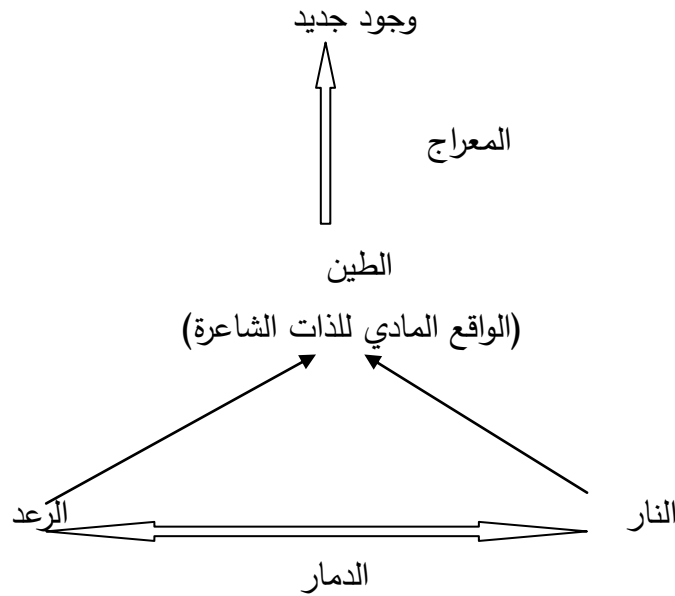 وجود جديد
المعراج
الطين
(الواقع المادي للذات الشاعرة)
النار
الرعد
الدمار